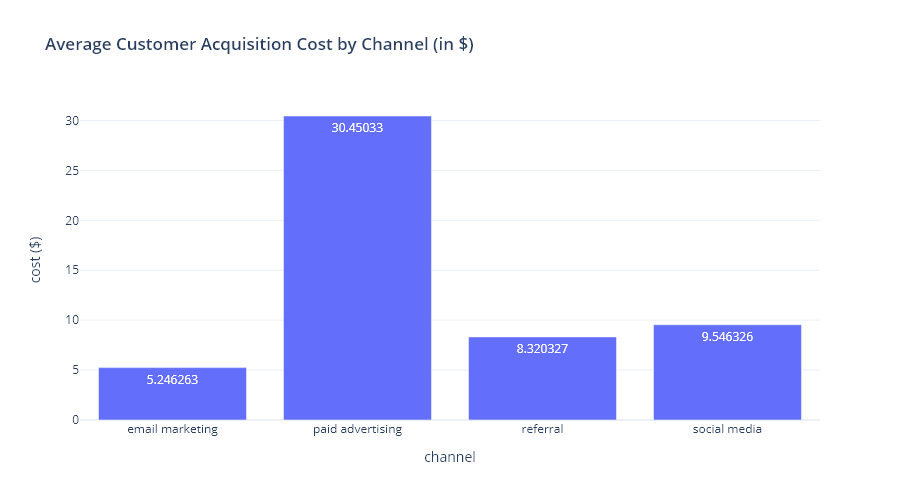 Average Customer Acquisition Cost by Channel (in $)
30
25
20
15
10
5
0
cost ($)
5.246263
30.45033
8.320327
9.546326
email marketing
paid advertising
referral
social media
channel